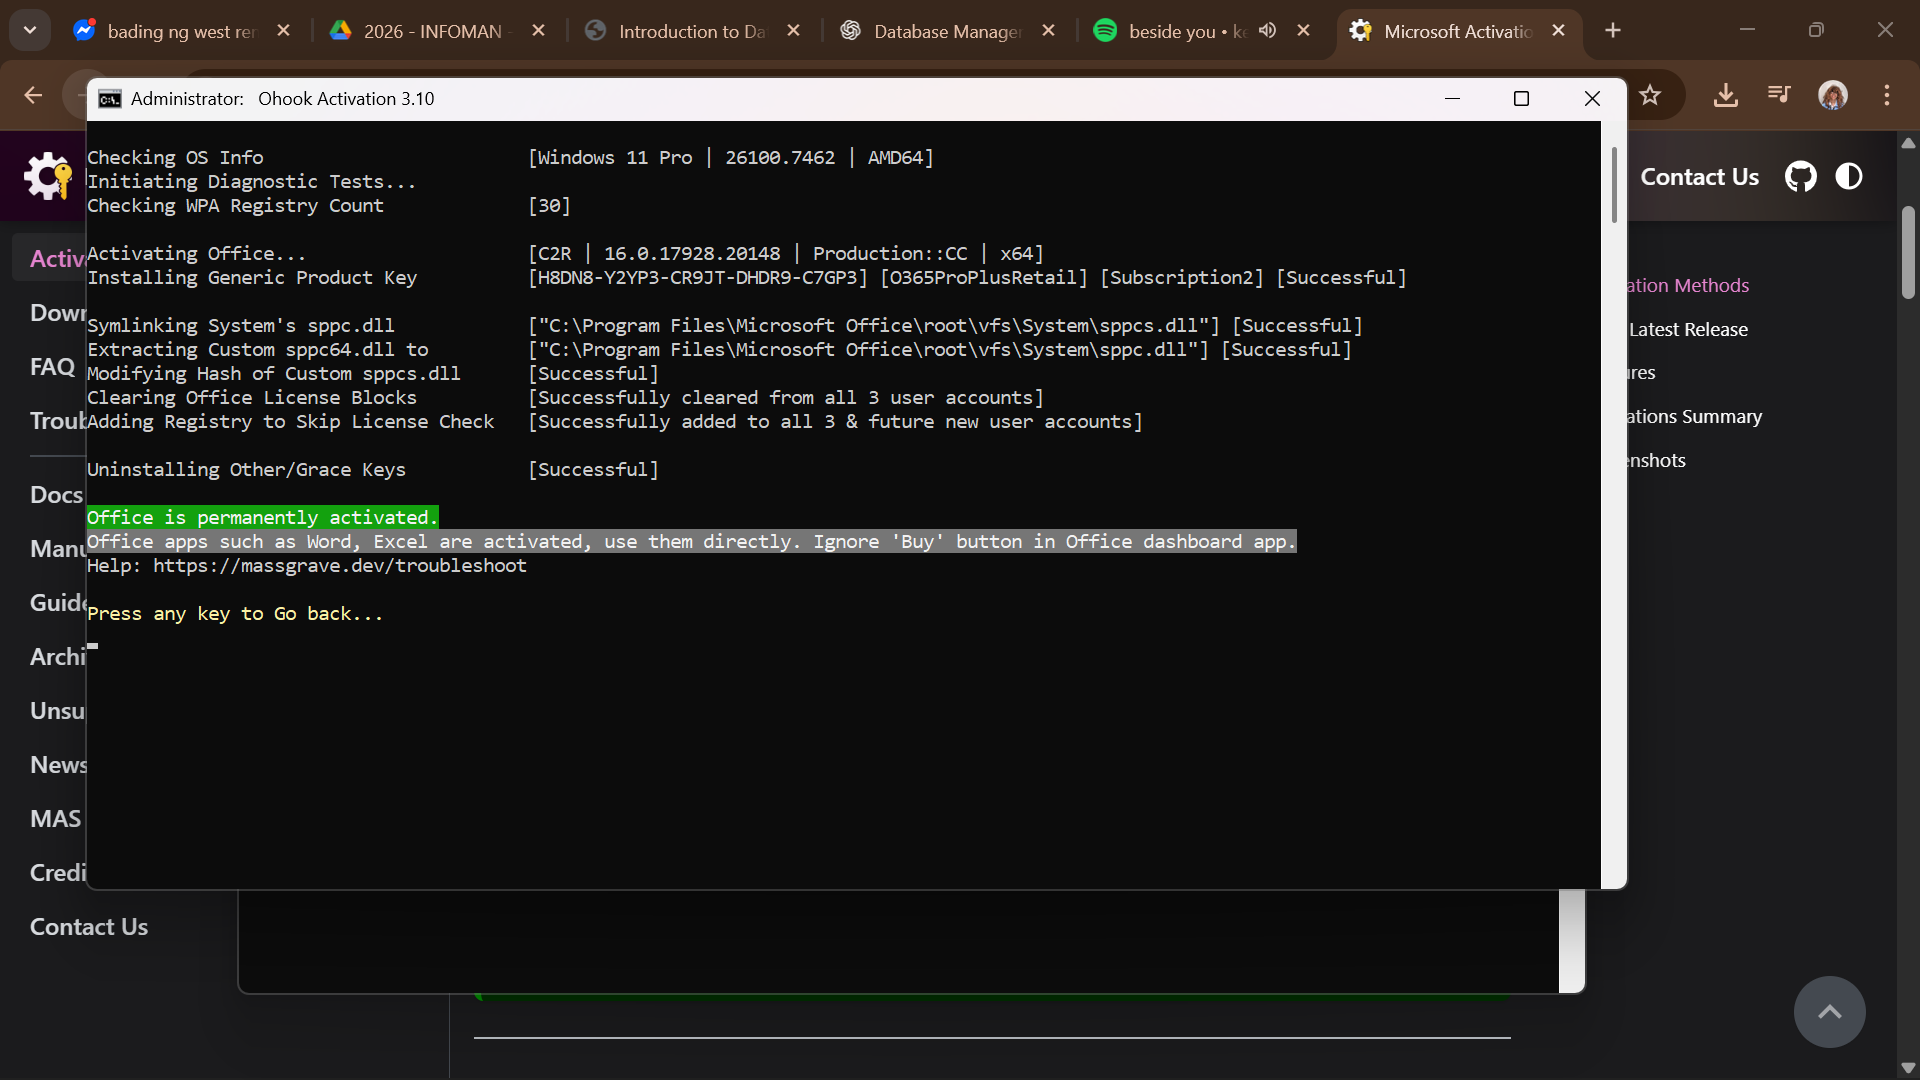 bading ng west rer
2026 - INFOMAN -
Introduction to Da
Database Manager
beside you • ke
Microsoft Activatio
Administrator: Ohook Activation 3.10
Checking OS Info [Windows 11 Pro | 26100.7462 | AMD64]
Initiating Diagnostic Tests...
Checking WPA Registry Count [30]
Activating Office... [C2R | 16.0.17928.20148 | Production::CC | x64]
Installing Generic Product Key [H8DN8-Y2YP3-CR9JT-DHDR9-C7GP3] [O365ProPlusRetail] [Subscription2] [Successful]
Symlinking System's sppc.dll ["C:\Program Files\Microsoft Office\root\vfs\System\sppcs.dll"] [Successful]
Extracting Custom sppc64.dll to ["C:\Program Files\Microsoft Office\root\vfs\System\sppc.dll"] [Successful]
Modifying Hash of Custom sppcs.dll [Successful]
Clearing Office License Blocks [Successfully cleared from all 3 user accounts]
Adding Registry to Skip License Check [Successfully added to all 3 & future new user accounts]
Uninstalling Other/Grace Keys [Successful]
Office is permanently activated.
Office apps such as Word, Excel are activated, use them directly. Ignore 'Buy' button in Office dashboard app.
Help: https://massgrave.dev/troubleshoot
Press any key to Go back...
Activ
Down
FAQ
Troub
Docs
Manu
Guide
Archi
Unsu
News
MAS
Credi
Contact Us
Contact Us
ation Methods
Latest Release
ures
ations Summary
enshots